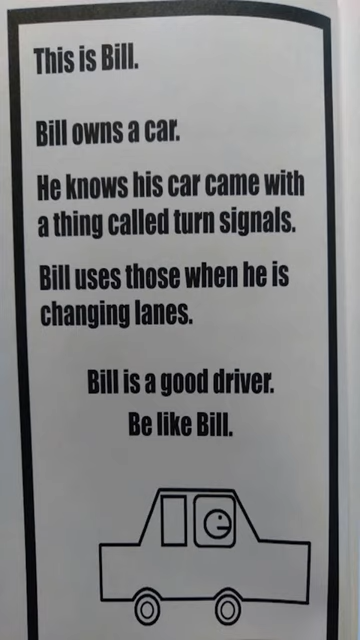 This is Bill.
Bill owns a car.
He knows his car came with
a thing called turn signals.
Bill uses those when he is
changing lanes.
Bill is a good driver.
Be like Bill.